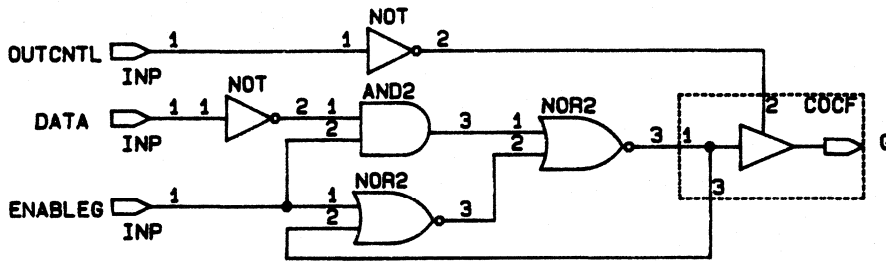 NOT
OUTCNTL 1 1 2
INP NOT AND2 COCF
2
DATA 1 1 2 1 3 NOR2
1 3 1 Q
INP 2 2
NOR2 3
ENABLEG 1 1 3
INP 2